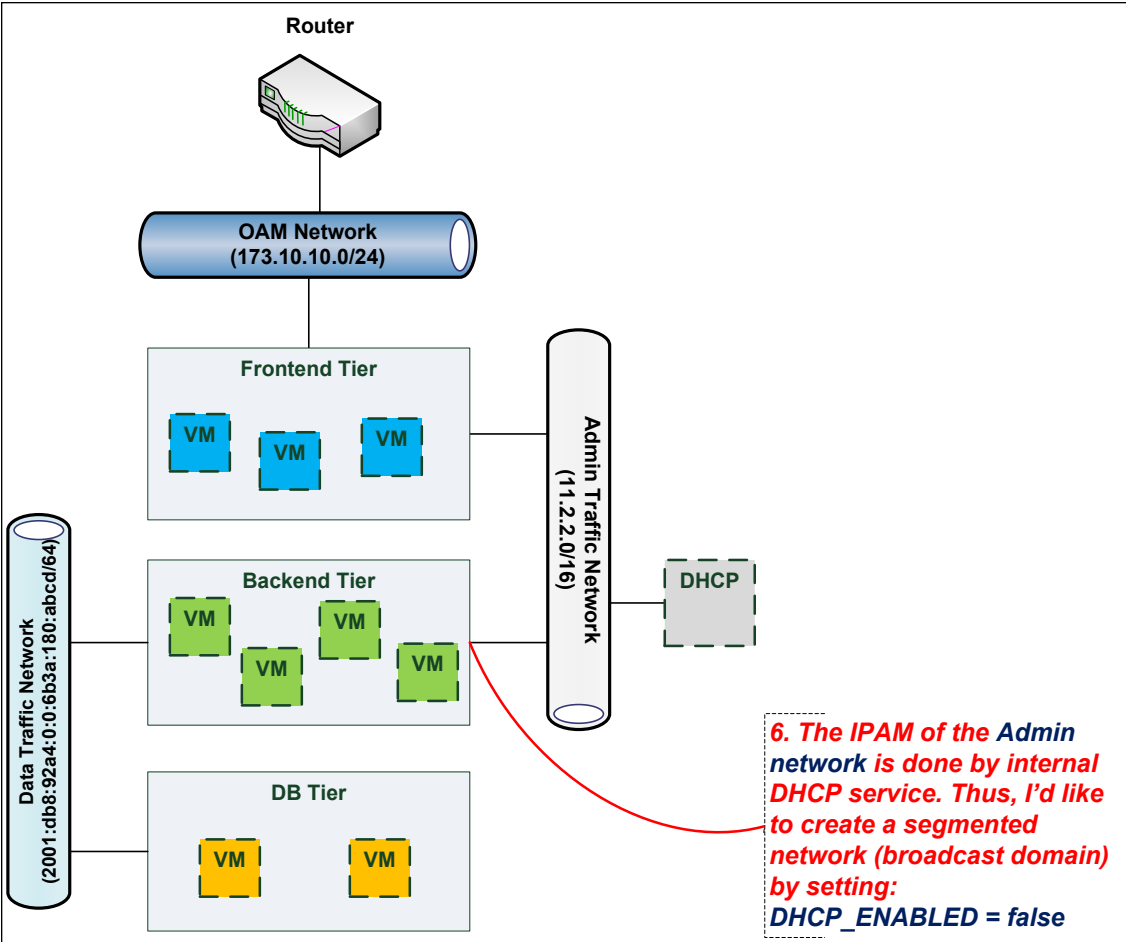 Router
OAM Network
(173.10.10.0/24)
Frontend Tier
VM
VM
VM
Admin Traffic Network
(11.2.2.0/16)
DHCP
Backend Tier
VM
VM
VM
VM
Data Traffic Network
(2001:db8:92a4:0:0:6b3a:180:abcd/64)
DB Tier
VM
VM
6. The IPAM of the Admin
network is done by internal
DHCP service. Thus, I'd like
to create a segmented
network (broadcast domain)
by setting:
DHCP_ENABLED = false